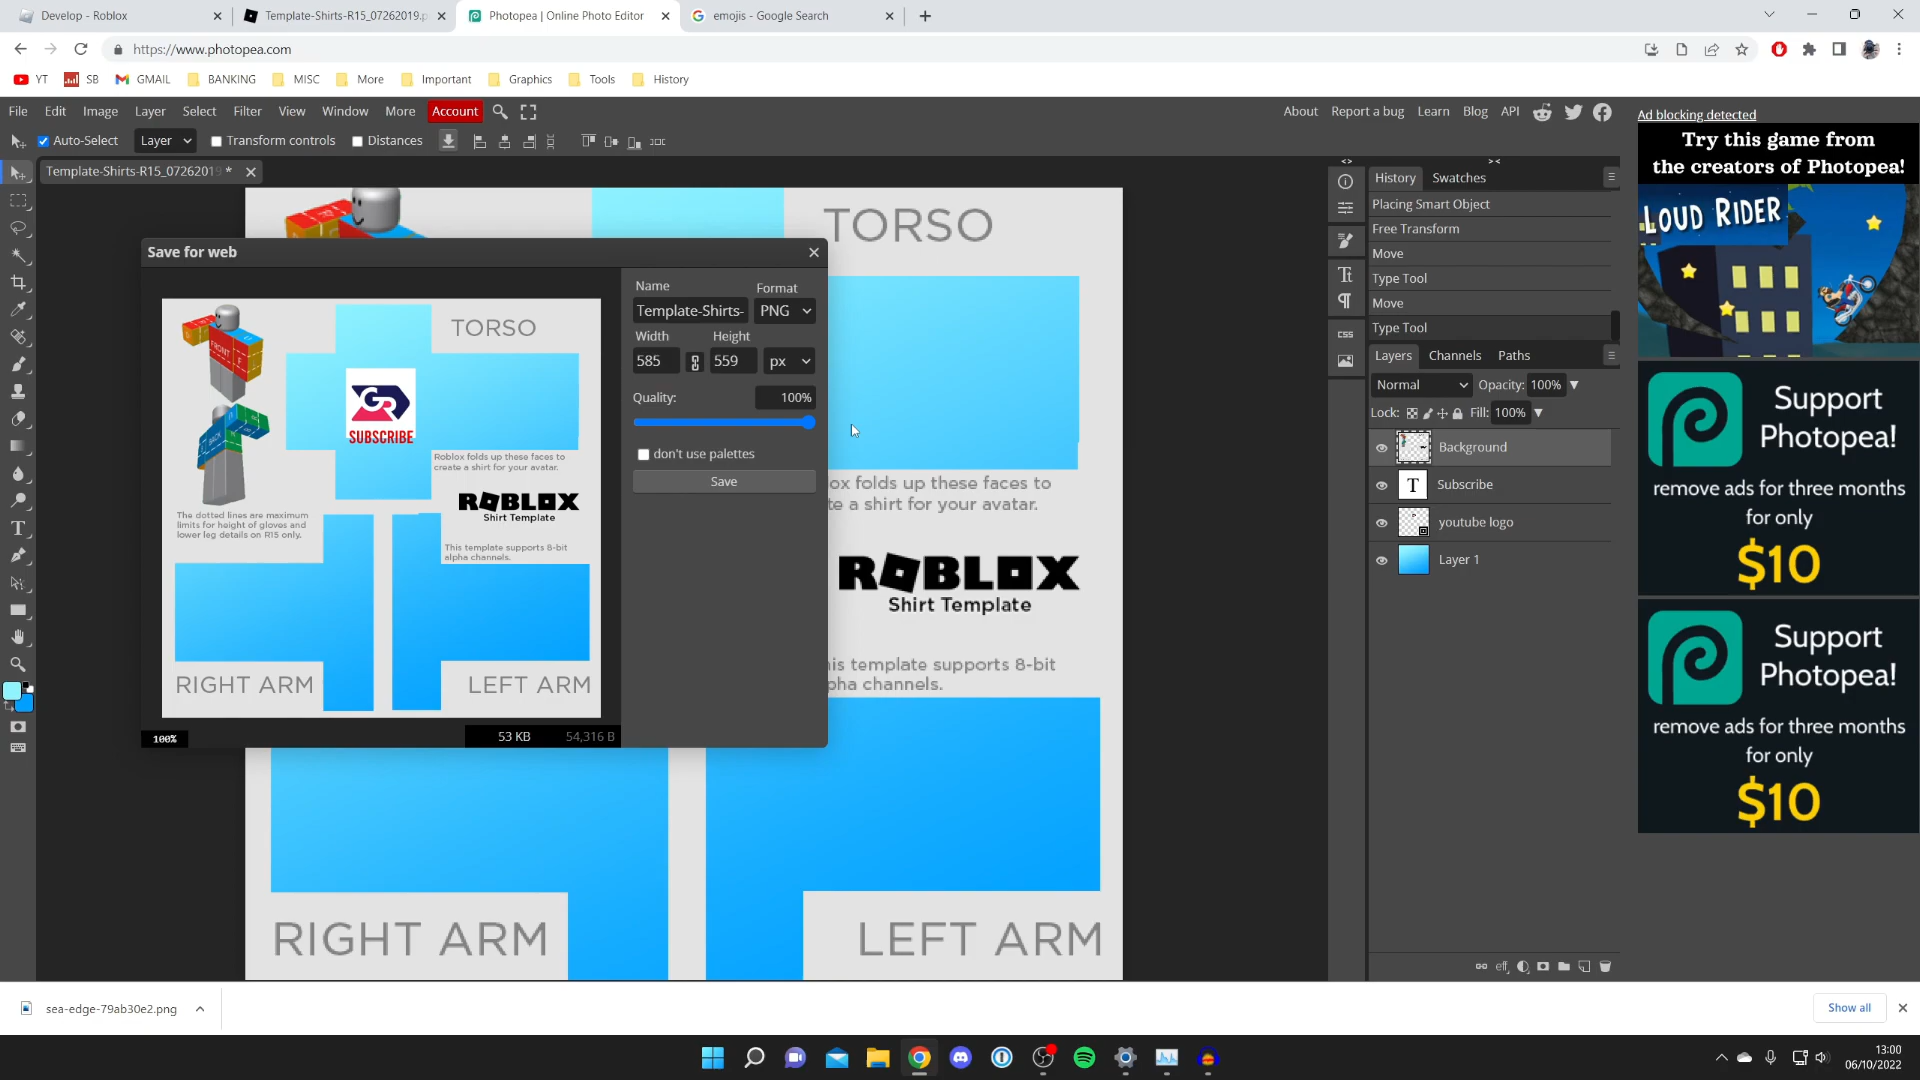 Develop - Roblox
Template-Shirts-R15_07262019.p
Photopea | Online Photo Editor
emojis - Google Search
https://www.photopea.com
YT
SB
GMAIL
BANKING
MISC
More
Important
Graphics
Tools
History
File
Edit
Image
Layer
Select
Filter
View
Window
More
Account
About
Report a bug
Learn
Blog
API
Auto-Select
Layer
Transform controls
Distances
Template-Shirts-R15_07262019 *
TORSO
Save for web
Name
Format
Template-Shirts-
PNG
Width
Height
585
559
px
Quality:
100%
don't use palettes
Save
TORSO
FRONT
F
GR
SUBSCRIBE
BACK
Roblox folds up these faces to
create a shirt for your avatar.
ROBLOX
Shirt Template
The dotted lines are maximum
limits for height of gloves and
lower leg details on R15 only.
This template supports 8-bit
alpha channels.
RIGHT ARM
LEFT ARM
100%
53 KB
54,316 B
ox folds up these faces to
te a shirt for your avatar.
ROBLOX
Shirt Template
is template supports 8-bit
pha channels.
RIGHT ARM
LEFT ARM
History
Swatches
Placing Smart Object
Free Transform
Move
Type Tool
Move
Type Tool
CSS
Layers
Channels
Paths
Normal
Opacity:
100%
Lock:
Fill:
100%
Background
T
Subscribe
youtube logo
Layer 1
eff
Ad blocking detected
Try this game from
the creators of Photopea!
LOUD RIDER
Support
Photopea!
remove ads for three months
for only
$10
Support
Photopea!
remove ads for three months
for only
$10
sea-edge-79ab30e2.png
Show all
13:00
06/10/2022